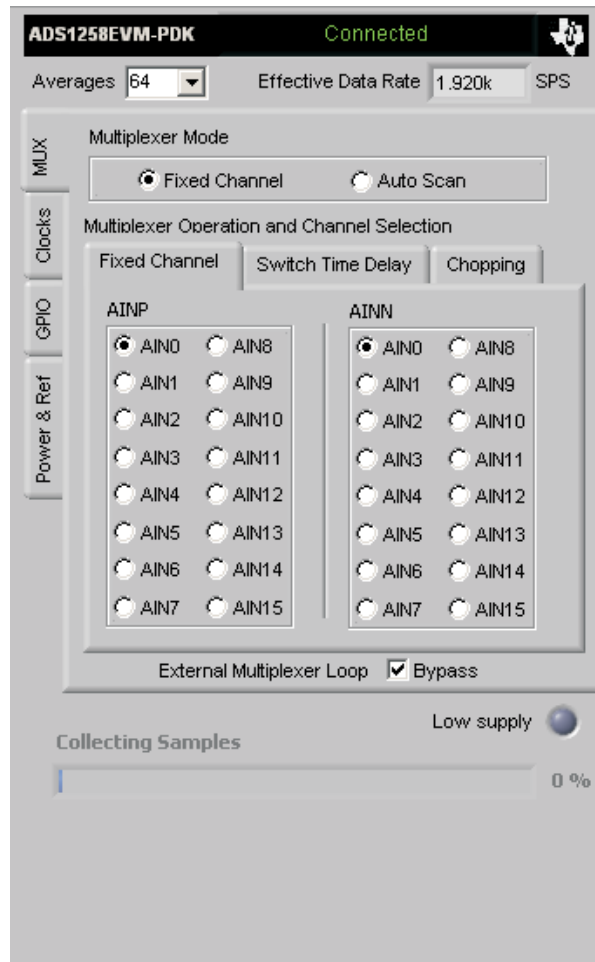 ADS1258EVM-PDK Connected
Averages 64 Effective Data Rate 1.920k SPS
MUX
Clocks
GPIO
Power & Ref
Multiplexer Mode
Fixed Channel Auto Scan
Multiplexer Operation and Channel Selection
Fixed Channel Switch Time Delay Chopping
AINP AINN
AIN0 AIN8 AIN0 AIN8
AIN1 AIN9 AIN1 AIN9
AIN2 AIN10 AIN2 AIN10
AIN3 AIN11 AIN3 AIN11
AIN4 AIN12 AIN4 AIN12
AIN5 AIN13 AIN5 AIN13
AIN6 AIN14 AIN6 AIN14
AIN7 AIN15 AIN7 AIN15
External Multiplexer Loop Bypass
Low supply
Collecting Samples
0 %